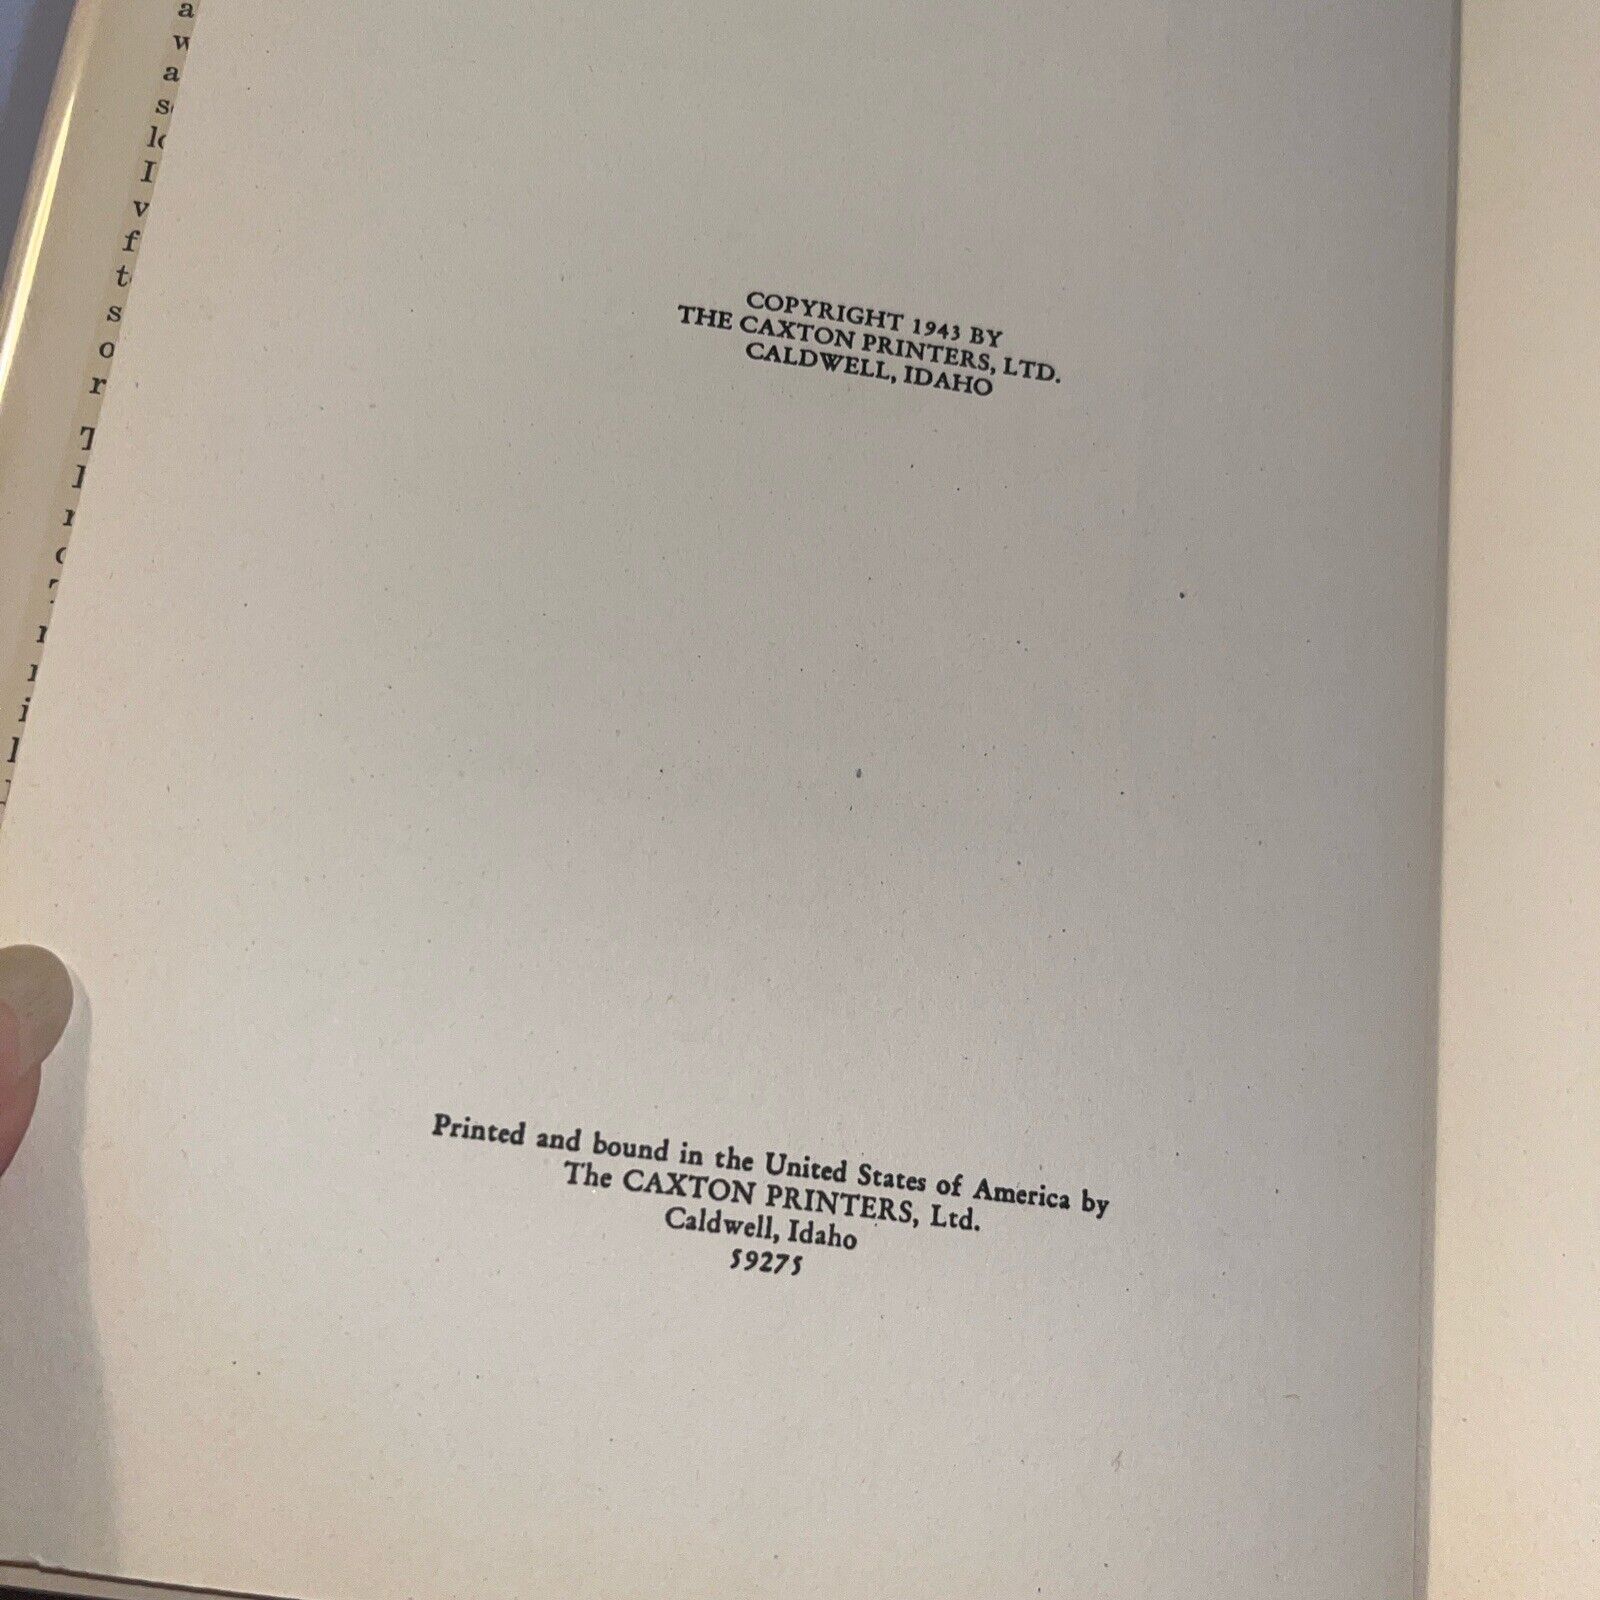 COPYRIGHT 1943 BY
THE CAXTON PRINTERS, LTD.
CALDWELL, IDAHO
Printed and bound in the United States of America by
The CAXTON PRINTERS, Ltd.
Caldwell, Idaho
59275